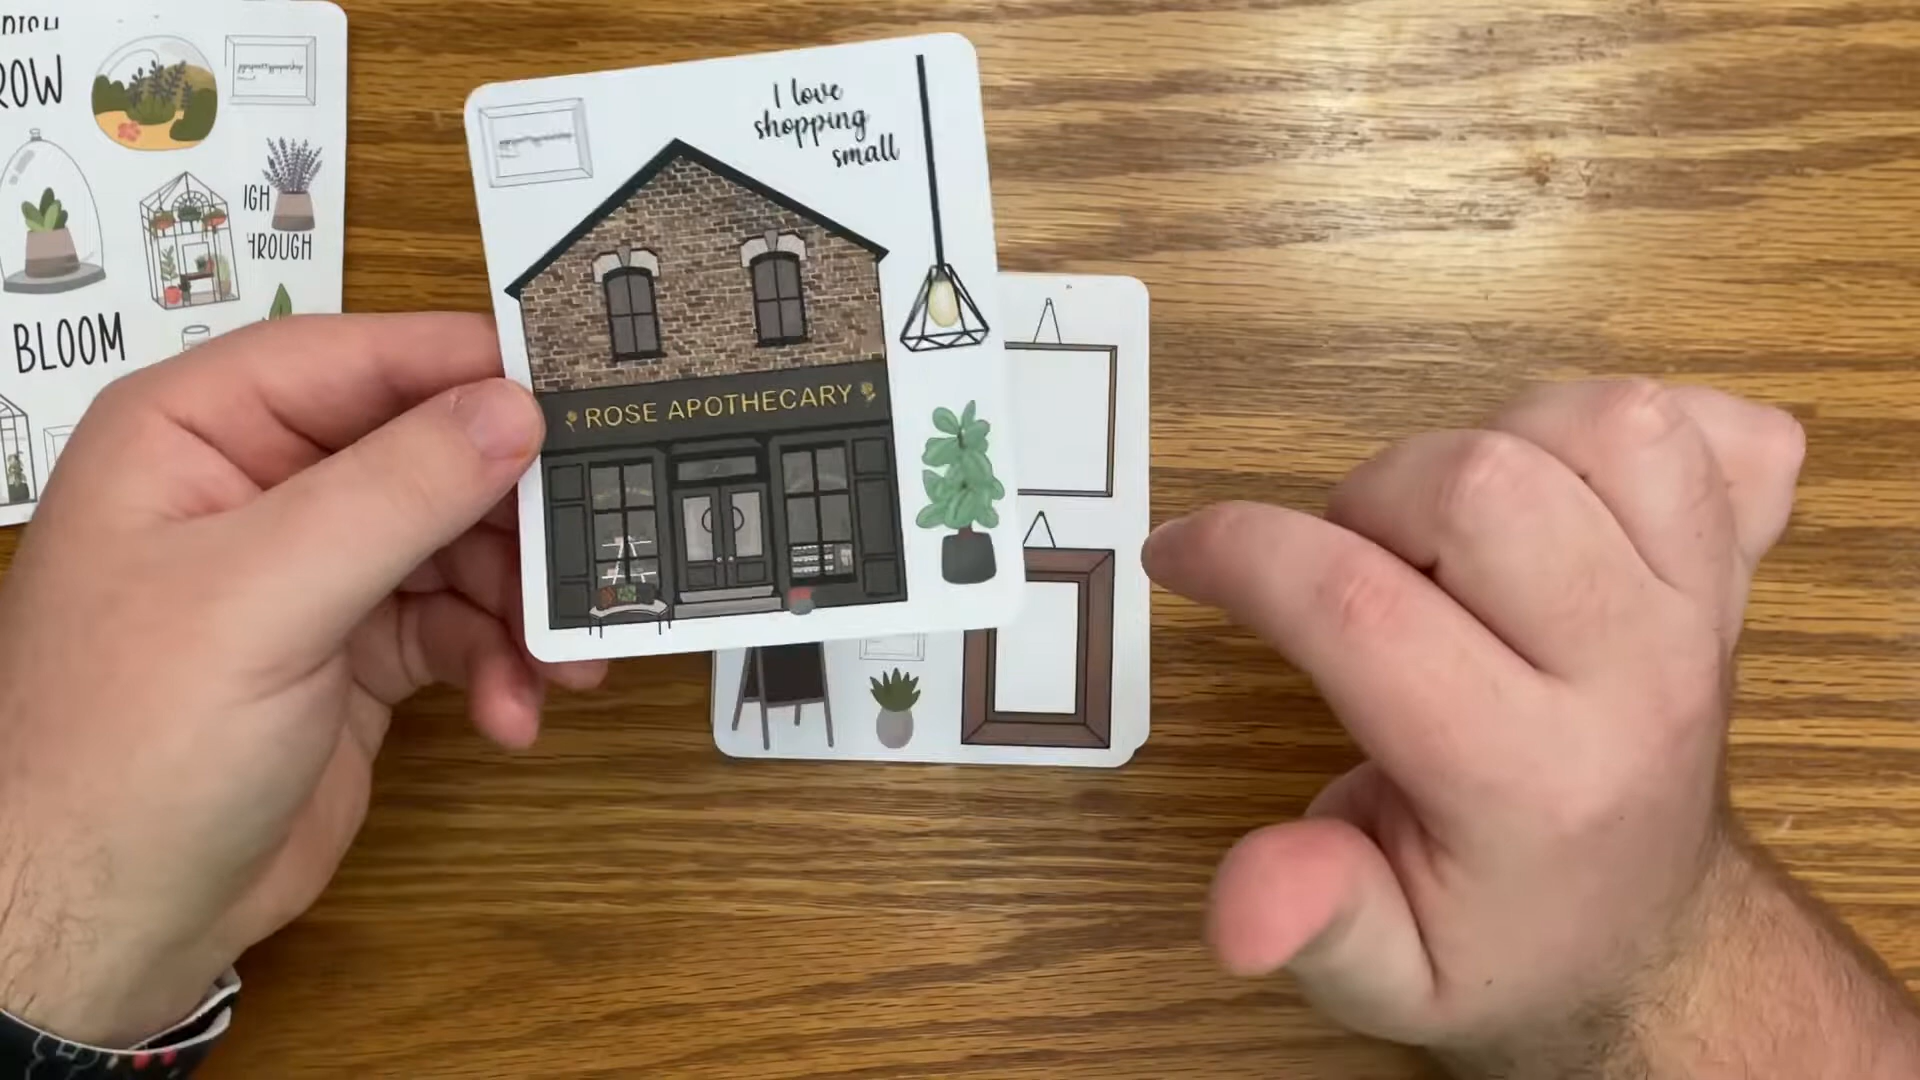 ROW
IGH
HROUGH
BLOOM
I love
shopping
small
ROSE APOTHECARY